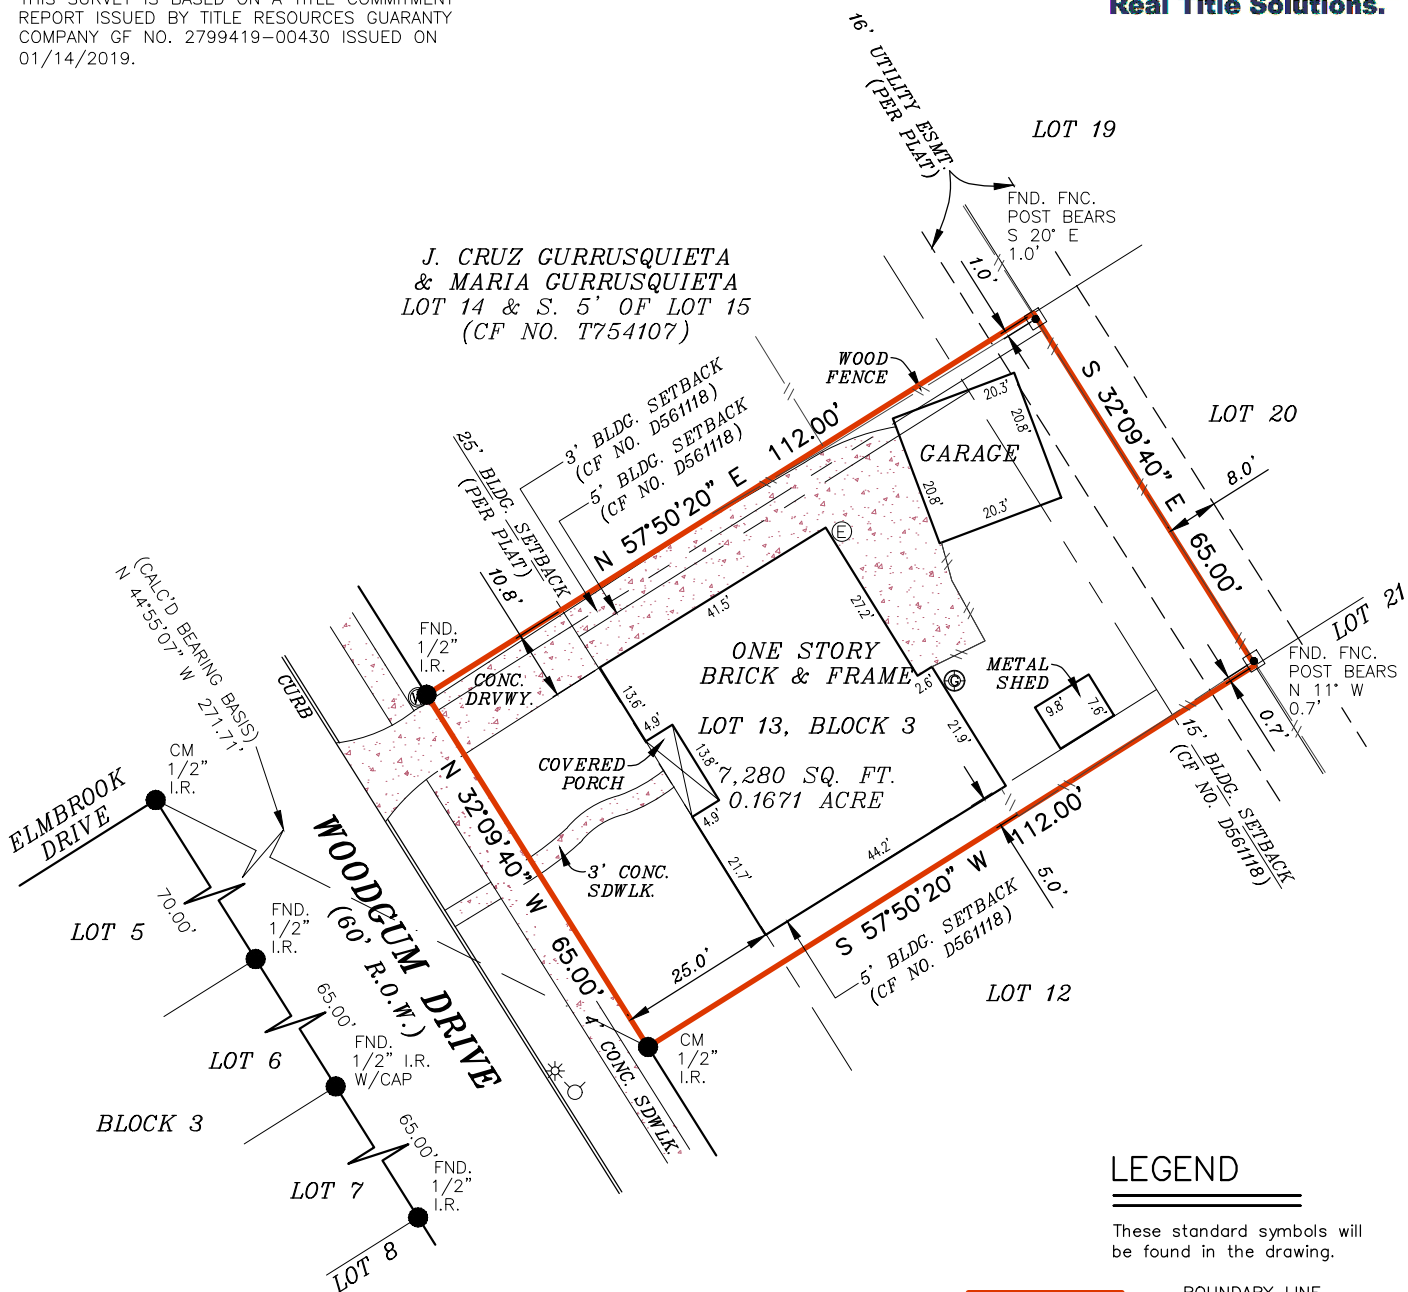 THIS SURVEY IS BASED ON A TITLE COMMITMENT
REPORT ISSUED BY TITLE RESOURCES GUARANTY
COMPANY GF NO. 2799419-00430 ISSUED ON
01/14/2019.
Real Title Solutions.
16' UTILITY ESMT.
(PER PLAT)
LOT 19
FND. FNC.
POST BEARS
S 20° E
1.0'
1.0'
J. CRUZ GURRUSQUIETA
& MARIA GURRUSQUIETA
LOT 14 & S. 5' OF LOT 15
(CF NO. T754107)
WOOD
FENCE
3' BLDG. SETBACK
(CF NO. D561118)
5' BLDG. SETBACK
(CF NO. D561118)
25' BLDG. SETBACK
(PER PLAT)
N 57°50'20" E 112.00'
S 32°09'40" E 65.00'
LOT 20
8.0'
GARAGE
20.3'
20.8'
20.8'
20.3'
E
10.8'
41.5'
27.2'
ONE STORY
BRICK & FRAME
2.6'
G
METAL
SHED
9.8'
7.6'
LOT 21
FND. FNC.
POST BEARS
N 11° W
0.7'
0.7'
(CALC'D BEARING BASIS)
N 44°55'07" W 271.71'
FND.
1/2"
I.R.
W
CONC.
DRVWY.
13.6'
4.9'
13.8'
4.9'
COVERED
PORCH
LOT 13, BLOCK 3
7,280 SQ. FT.
0.1671 ACRE
21.9'
15' BLDG. SETBACK
(CF NO. D561118)
CURB
CM
1/2"
I.R.
ELMBROOK
DRIVE
N 32°09'40" W 65.00'
3' CONC.
SDWLK.
21.7'
44.2'
S 57°50'20" W 112.00'
5.0'
5' BLDG. SETBACK
(CF NO. D561118)
25.0'
WOODGUM DRIVE
(60' R.O.W.)
70.00'
LOT 5
FND.
1/2"
I.R.
LOT 12
65.00'
LOT 6
FND.
1/2" I.R.
W/CAP
CM
1/2"
I.R.
4' CONC. SDWLK.
BLOCK 3
65.00'
LOT 7
FND.
1/2"
I.R.
LOT 8
LEGEND
These standard symbols will
be found in the drawing.
BOUNDARY LINE